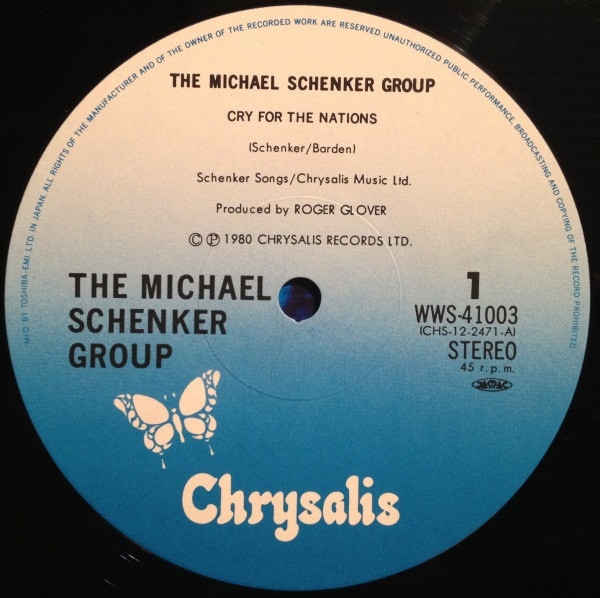 MFD BY TOSHIBA-EMI LTD. IN JAPAN. ALL RIGHTS OF THE MANUFACTURER AND OF THE OWNER OF THE RECORDED WORK ARE RESERVED UNAUTHORIZED PUBLIC PERFORMANCE, BROADCASTING AND COPYING OF THE RECORD PROHIBITED
THE MICHAEL SCHENKER GROUP
CRY FOR THE NATIONS
(Schenker/Barden)
Schenker Songs/Chrysalis Music Ltd.
Produced by ROGER GLOVER
© ℗ 1980 CHRYSALIS RECORDS LTD.
THE MICHAEL
SCHENKER
GROUP
1
WWS-41003
(CHS-12-2471-A)
STEREO
45 r.p.m.
Chrysalis